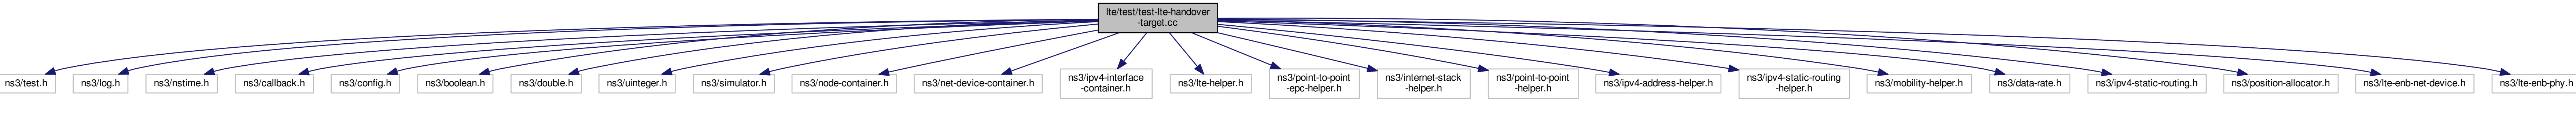 lte/test/test-lte-handover
-target.cc
ns3/test.h
ns3/log.h
ns3/nstime.h
ns3/callback.h
ns3/config.h
ns3/boolean.h
ns3/double.h
ns3/uinteger.h
ns3/simulator.h
ns3/node-container.h
ns3/net-device-container.h
ns3/ipv4-interface
-container.h
ns3/lte-helper.h
ns3/point-to-point
-epc-helper.h
ns3/internet-stack
-helper.h
ns3/point-to-point
-helper.h
ns3/ipv4-address-helper.h
ns3/ipv4-static-routing
-helper.h
ns3/mobility-helper.h
ns3/data-rate.h
ns3/ipv4-static-routing.h
ns3/position-allocator.h
ns3/lte-enb-net-device.h
ns3/lte-enb-phy.h